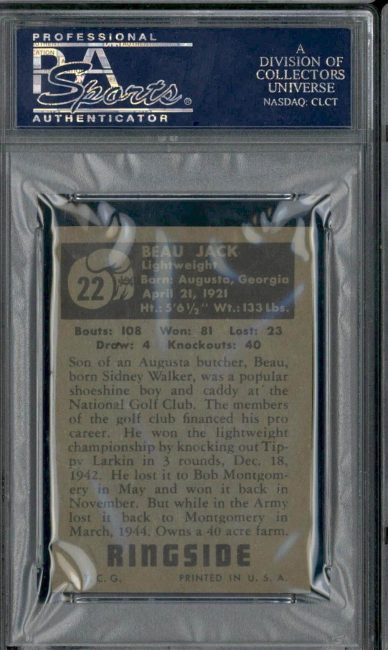 PROFESSIONAL
PSA
Sports®
AUTHENTICATOR
A
DIVISION OF
COLLECTORS
UNIVERSE
NASDAQ: CLCT
22
BEAU JACK
Lightweight
Born: Augusta, Georgia
April 21, 1921
Ht.: 5'6½" Wt.: 133 Lbs.
Bouts: 108 Won: 81 Lost: 23
Draw: 4 Knockouts: 40
Son of an Augusta butcher, Beau,
born Sidney Walker, was a popular
shoeshine boy and caddy at the
National Golf Club. The members
of the golf club financed his pro
career. He won the lightweight
championship by knocking out Tip-
py Larkin in 3 rounds, Dec. 18,
1942. He lost it to Bob Montgom-
ery in May and won it back in
November. But while in the Army
lost it back to Montgomery in
March, 1944. Owns a 40 acre farm.
RINGSIDE
T. C. G. PRINTED IN U. S. A.